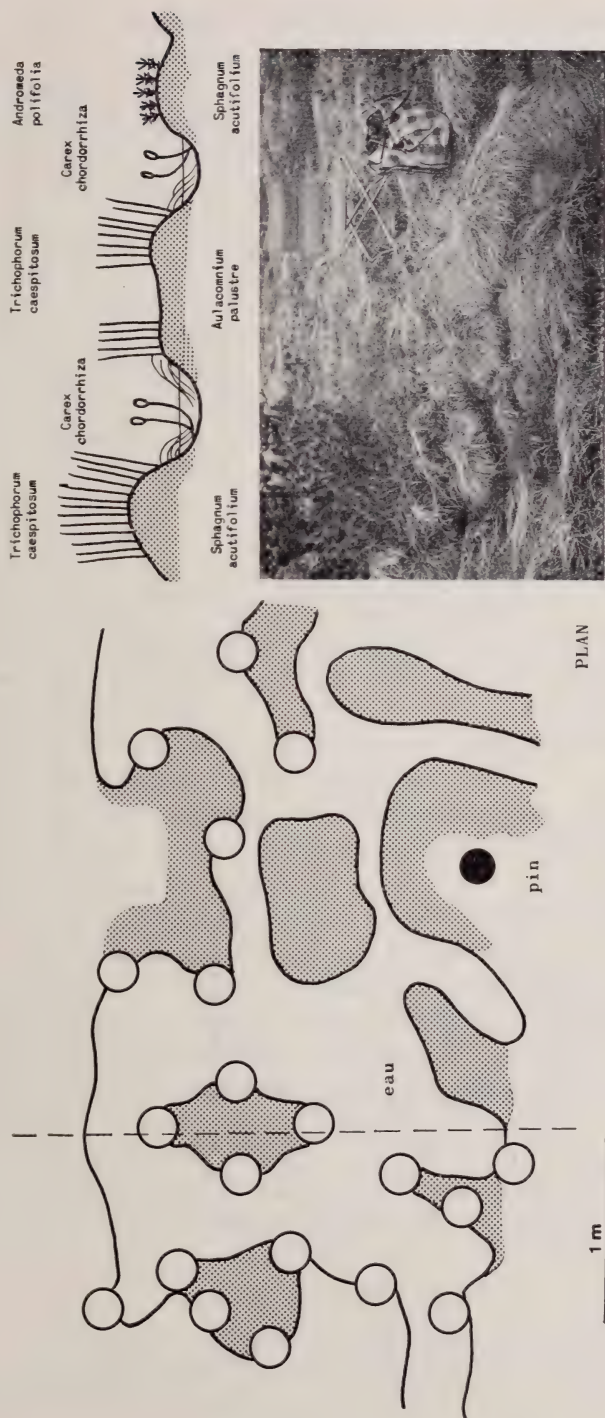 Trichophorum
caespitosum
Carex
chordorrhiza
Trichophorum
caespitosum
Carex
chordorrhiza
Andromeda
polifolia
Sphagnum
acutifolium
Aulacomnium
palustre
Sphagnum
acutifolium
eau
pin
1 m
PLAN